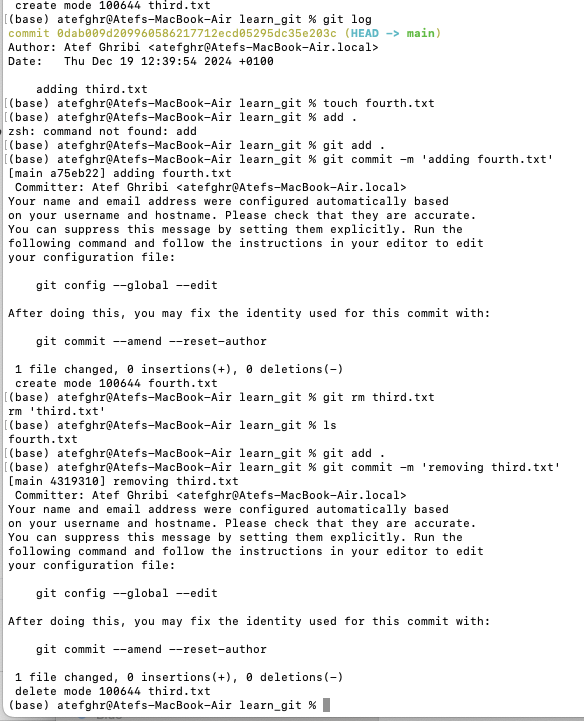 create mode 100644 third.txt
[(base) atefghr@Atefs-MacBook-Air learn_git % git log
commit 0dab009d209960586217712ecd05295dc35e203c (HEAD -> main)
Author: Atef Ghribi <atefghr@Atefs-MacBook-Air.local>
Date:   Thu Dec 19 12:39:54 2024 +0100

    adding third.txt
[(base) atefghr@Atefs-MacBook-Air learn_git % touch fourth.txt
[(base) atefghr@Atefs-MacBook-Air learn_git % add .
zsh: command not found: add
[(base) atefghr@Atefs-MacBook-Air learn_git % git add .
[(base) atefghr@Atefs-MacBook-Air learn_git % git commit -m 'adding fourth.txt'
[main a75eb22] adding fourth.txt
 Committer: Atef Ghribi <atefghr@Atefs-MacBook-Air.local>
Your name and email address were configured automatically based
on your username and hostname. Please check that they are accurate.
You can suppress this message by setting them explicitly. Run the
following command and follow the instructions in your editor to edit
your configuration file:

    git config --global --edit

After doing this, you may fix the identity used for this commit with:

    git commit --amend --reset-author

 1 file changed, 0 insertions(+), 0 deletions(-)
 create mode 100644 fourth.txt
[(base) atefghr@Atefs-MacBook-Air learn_git % git rm third.txt
rm 'third.txt'
[(base) atefghr@Atefs-MacBook-Air learn_git % ls
fourth.txt
[(base) atefghr@Atefs-MacBook-Air learn_git % git add .
[(base) atefghr@Atefs-MacBook-Air learn_git % git commit -m 'removing third.txt'
[main 4319310] removing third.txt
 Committer: Atef Ghribi <atefghr@Atefs-MacBook-Air.local>
Your name and email address were configured automatically based
on your username and hostname. Please check that they are accurate.
You can suppress this message by setting them explicitly. Run the
following command and follow the instructions in your editor to edit
your configuration file:

    git config --global --edit

After doing this, you may fix the identity used for this commit with:

    git commit --amend --reset-author

 1 file changed, 0 insertions(+), 0 deletions(-)
 delete mode 100644 third.txt
(base) atefghr@Atefs-MacBook-Air learn_git %